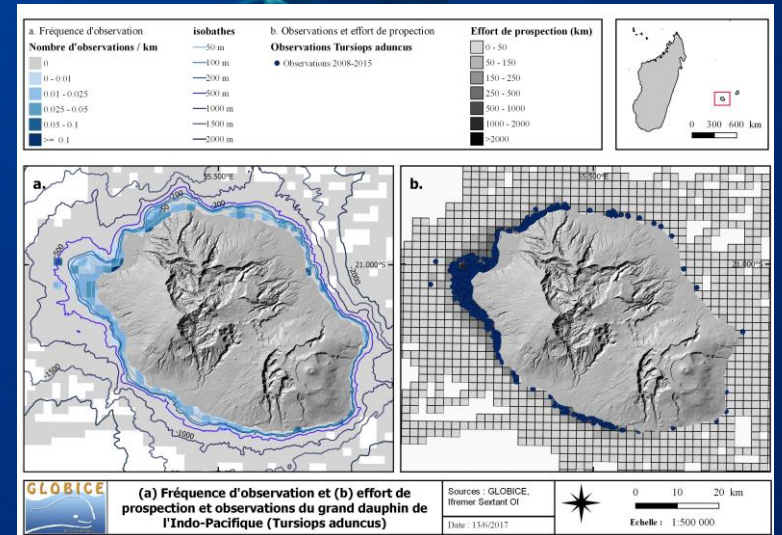 a. Fréquence d'observation
Nombre d'observations / km
0
0 - 0.01
0.01 - 0.025
0.025 - 0.05
0.05 - 0.1
>= 0.1
isobathes
50 m
100 m
200 m
500 m
1000 m
1500 m
2000 m
b. Observations et effort de propection
Observations Tursiops aduncus
Observations 2008-2015
Effort de prospection (km)
0 - 50
50 - 150
150 - 250
250 - 500
500 - 1000
1000 - 2000
>2000
0 300 600 km
a.
55.500°E
-50
-100
-200
-500
21.000°S
-2000
-1500
-1000
b.
55.500°E
21.000°S
GLOBICE
(a) Fréquence d'observation et (b) effort de
prospection et observations du grand dauphin de
l'Indo-Pacifique (Tursiops aduncus)
Sources : GLOBICE,
Ifremer Sextant OI
Date : 13/6/2017
0 10 20 km
Echelle : 1:500 000